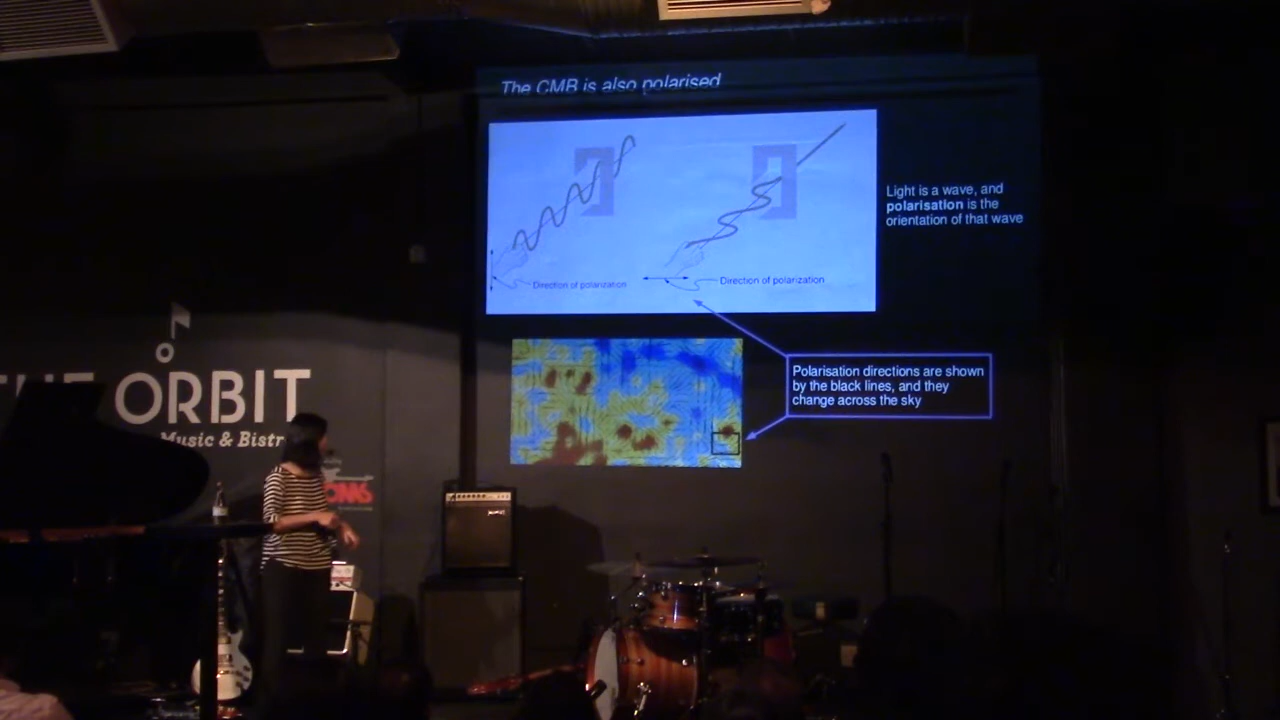 The CMB is also polarised
Light is a wave, and
polarisation is the
orientation of that wave
Direction of polarization
Direction of polarization
Polarisation directions are shown
by the black lines, and they
change across the sky
THE ORBIT
Music & Bistr